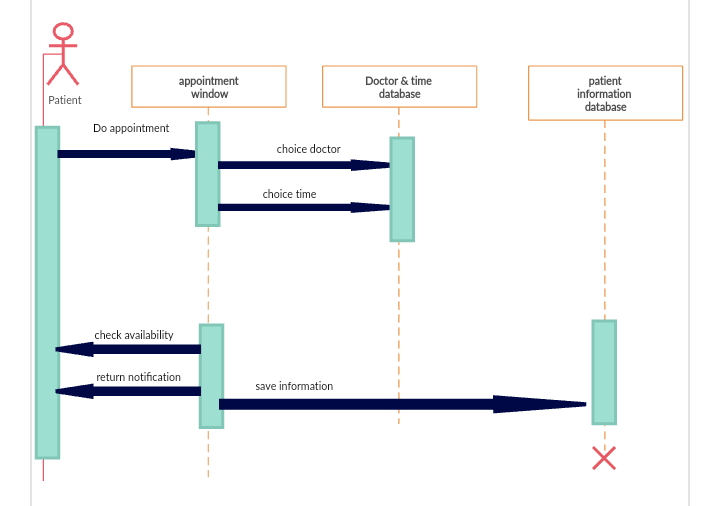 Patient
appointment
window
Doctor & time
database
patient
information
database
Do appointment
choice doctor
choice time
check availability
return notification
save information